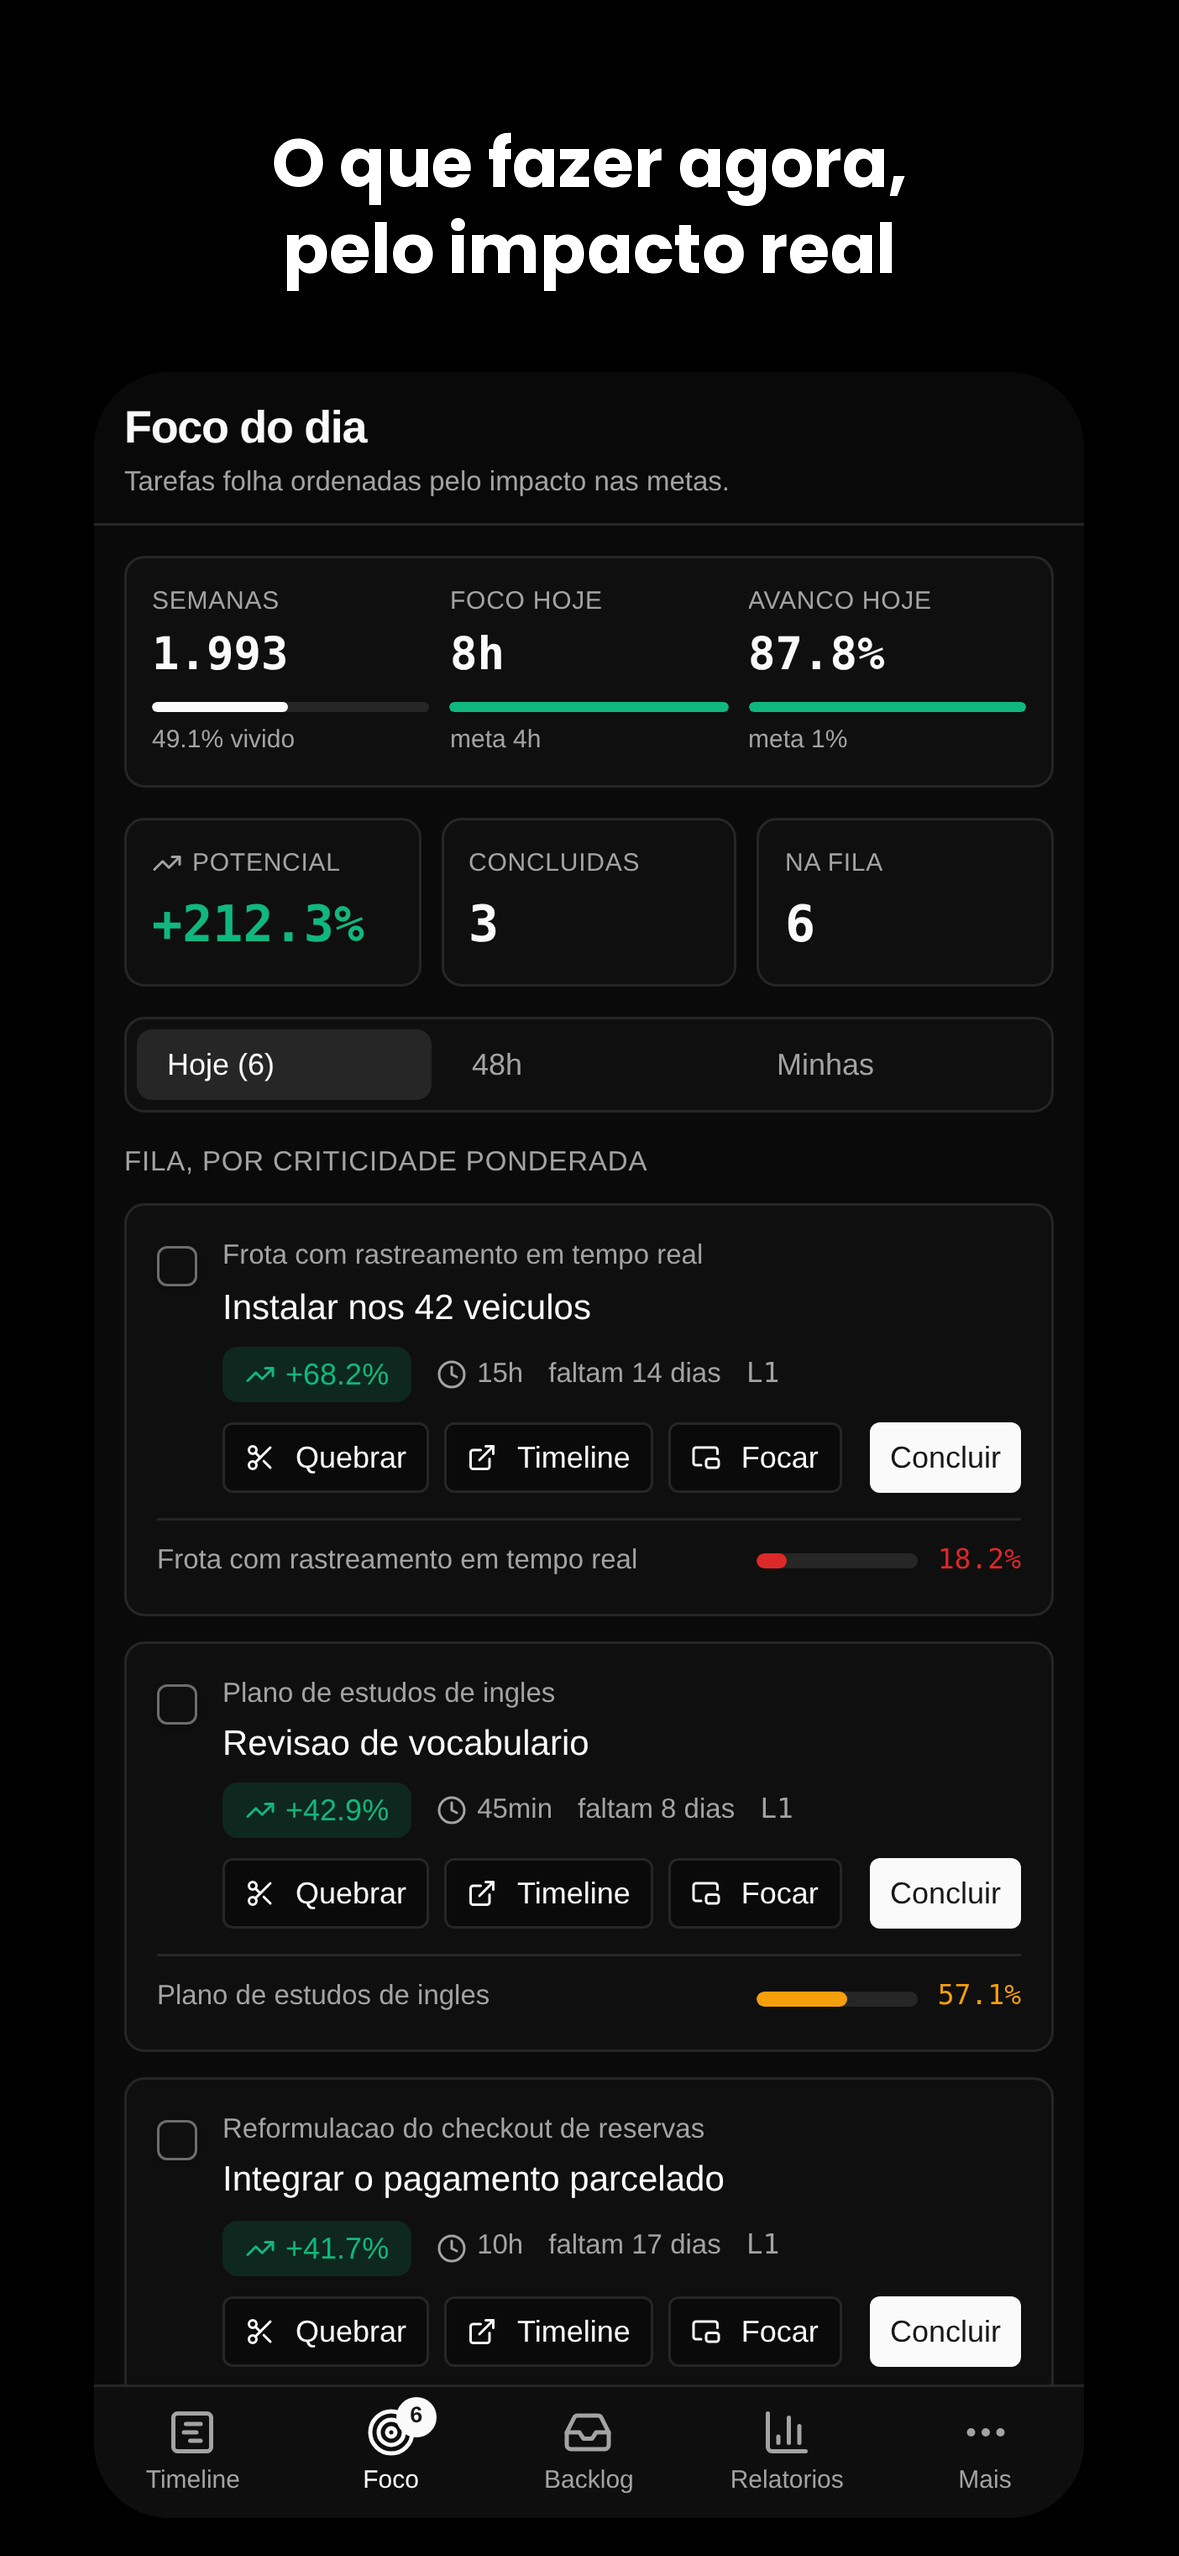 O que fazer agora,
pelo impacto real
Foco do dia
Tarefas folha ordenadas pelo impacto nas metas.
SEMANAS FOCO HOJE AVANCO HOJE
1.993 8h 87.8%
49.1% vivido meta 4h meta 1%
POTENCIAL CONCLUIDAS NA FILA
+212.3% 3 6
Hoje (6) 48h Minhas
FILA, POR CRITICIDADE PONDERADA
Frota com rastreamento em tempo real
Instalar nos 42 veiculos
+68.2% 15h faltam 14 dias L1
Quebrar Timeline Focar Concluir
Frota com rastreamento em tempo real 18.2%
Plano de estudos de ingles
Revisao de vocabulario
+42.9% 45min faltam 8 dias L1
Quebrar Timeline Focar Concluir
Plano de estudos de ingles 57.1%
Reformulacao do checkout de reservas
Integrar o pagamento parcelado
+41.7% 10h faltam 17 dias L1
Quebrar Timeline Focar Concluir
6
Timeline Foco Backlog Relatorios Mais